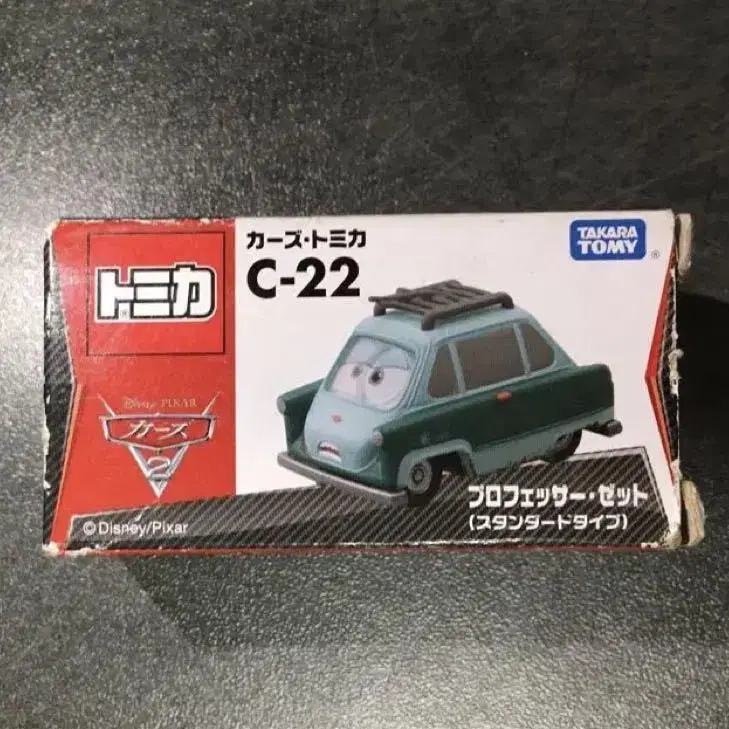 カーズ・トミカ
C-22
TAKARA
TOMY
®
トミカ
Disney PIXAR
カーズ
2
©Disney/Pixar
プロフェッサー・ゼット
(スタンダードタイプ)